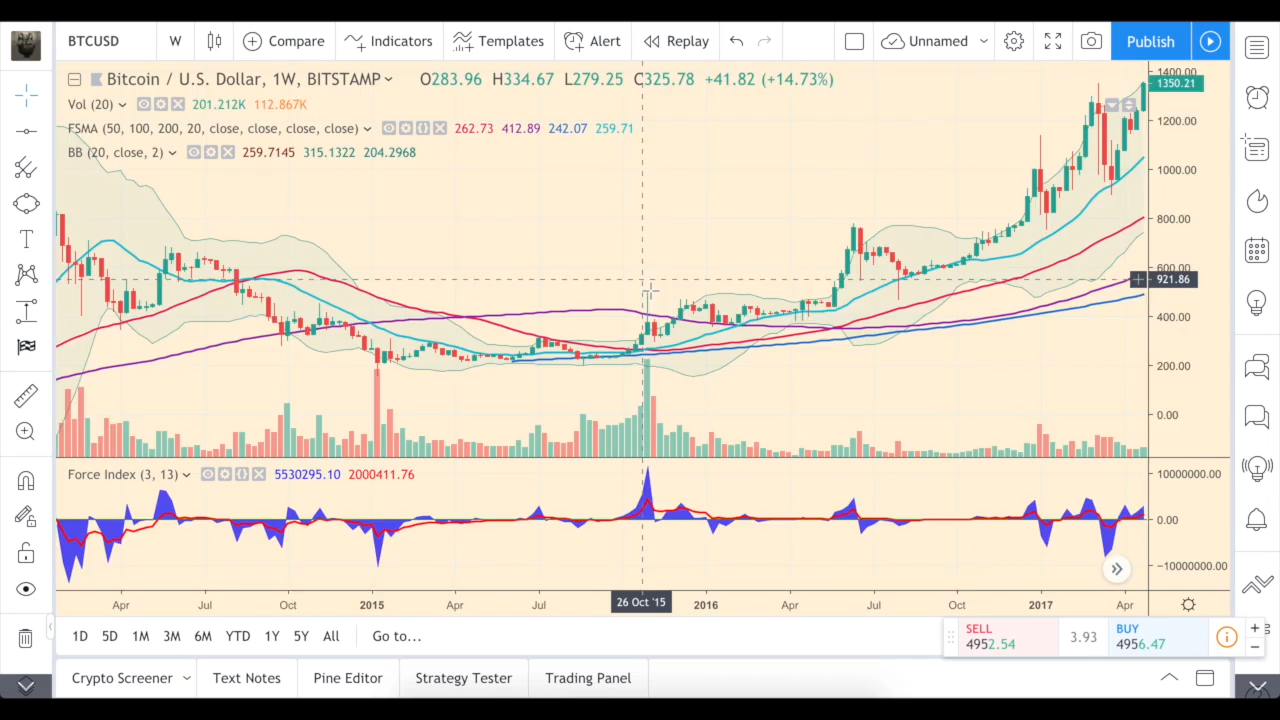 BTCUSD W Compare Indicators Templates Alert Replay Unnamed Publish
Bitcoin / U.S. Dollar, 1W, BITSTAMP O283.96 H334.67 L279.25 C325.78 +41.82 (+14.73%)
Vol (20) 201.212K 112.867K
FSMA (50, 100, 200, 20, close, close, close, close) 262.73 412.89 242.07 259.71
BB (20, close, 2) 259.7145 315.1322 204.2968
1400.00
1350.21
1200.00
1000.00
800.00
600.00
921.86
400.00
200.00
0.00
Force Index (3, 13) 5530295.10 2000411.76
10000000.00
0.00
−10000000.00
Apr Jul Oct 2015 Apr Jul 26 Oct '15 2016 Apr Jul Oct 2017 Apr
1D 5D 1M 3M 6M YTD 1Y 5Y All Go to...
SELL 4952.54 3.93 BUY 4956.47
Crypto Screener Text Notes Pine Editor Strategy Tester Trading Panel